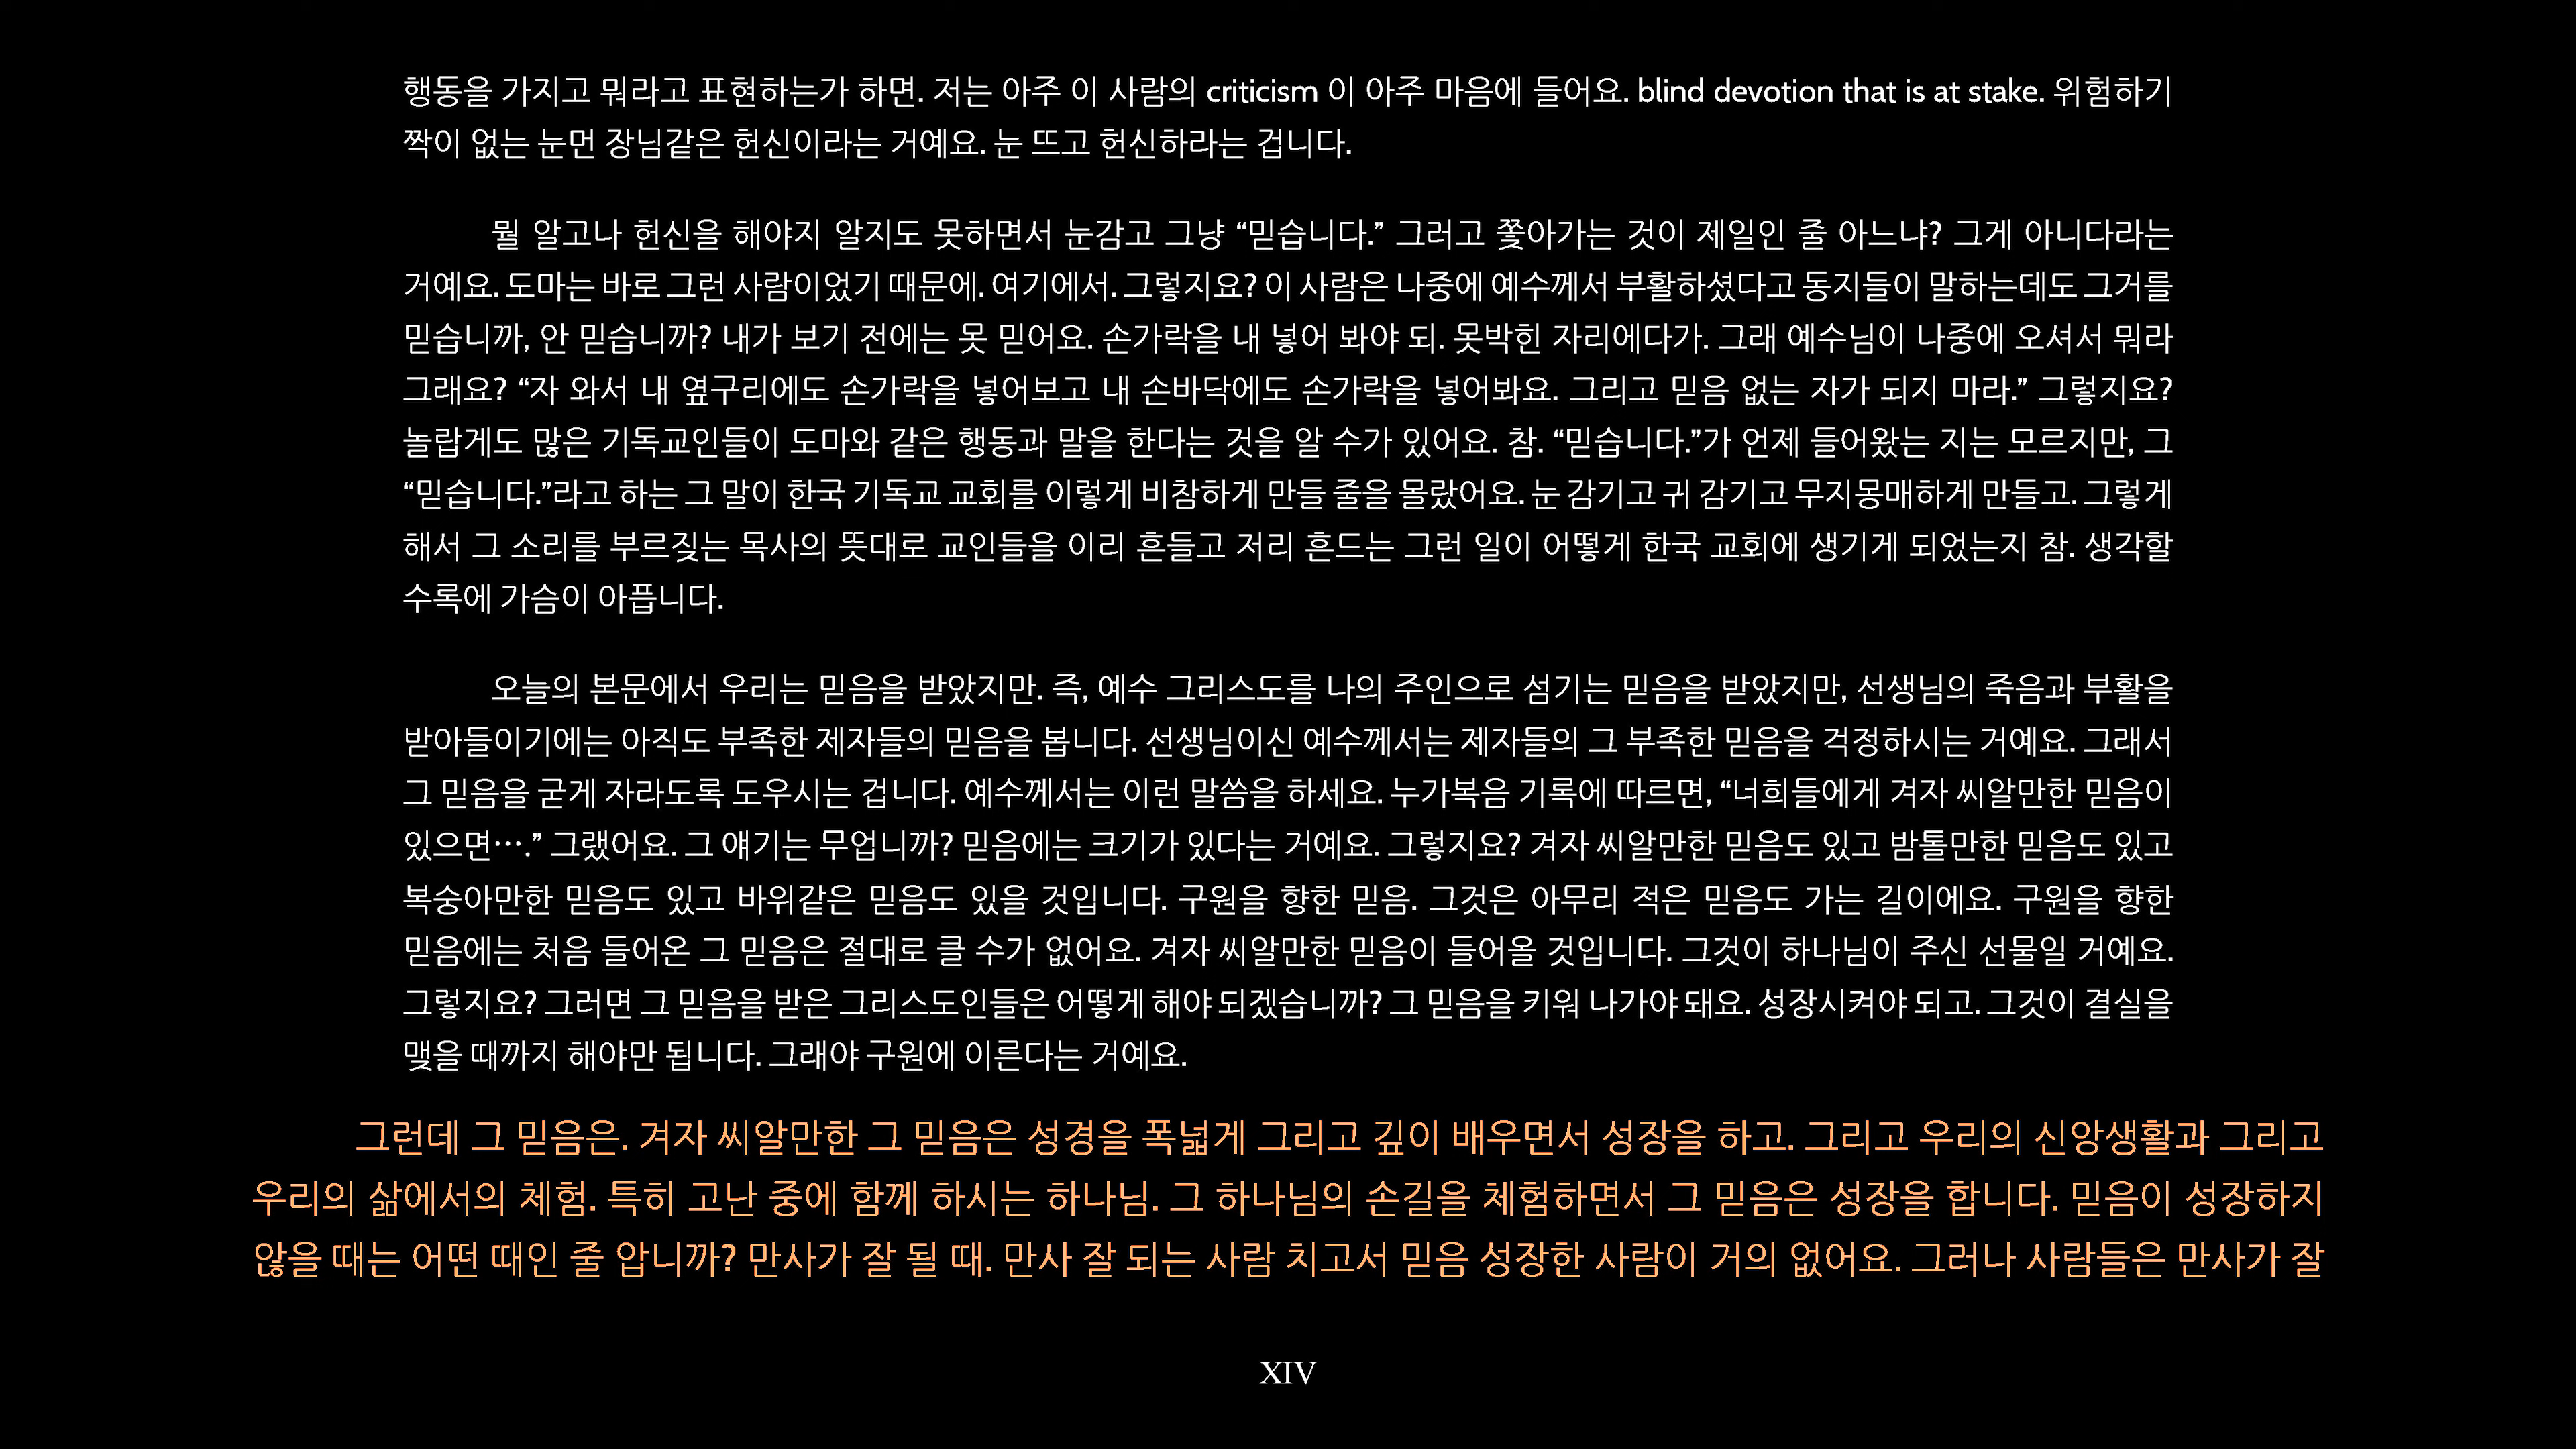 행동을 가지고 뭐라고 표현하는가 하면. 저는 아주 이 사람의 criticism 이 아주 마음에 들어요. blind devotion that is at stake. 위험하기
짝이 없는 눈먼 장님같은 헌신이라는 거예요. 눈 뜨고 헌신하라는 겁니다.
뭘 알고나 헌신을 해야지 알지도 못하면서 눈감고 그냥 “믿습니다.” 그러고 쫓아가는 것이 제일인 줄 아느냐? 그게 아니다라는
거예요. 도마는 바로 그런 사람이었기 때문에. 여기에서. 그렇지요? 이 사람은 나중에 예수께서 부활하셨다고 동지들이 말하는데도 그거를
믿습니까, 안 믿습니까? 내가 보기 전에는 못 믿어요. 손가락을 내 넣어 봐야 되. 못박힌 자리에다가. 그래 예수님이 나중에 오셔서 뭐라
그래요? “자 와서 내 옆구리에도 손가락을 넣어보고 내 손바닥에도 손가락을 넣어봐요. 그리고 믿음 없는 자가 되지 마라.” 그렇지요?
놀랍게도 많은 기독교인들이 도마와 같은 행동과 말을 한다는 것을 알 수가 있어요. 참. “믿습니다.”가 언제 들어왔는 지는 모르지만, 그
“믿습니다.”라고 하는 그 말이 한국 기독교 교회를 이렇게 비참하게 만들 줄을 몰랐어요. 눈 감기고 귀 감기고 무지몽매하게 만들고. 그렇게
해서 그 소리를 부르짖는 목사의 뜻대로 교인들을 이리 흔들고 저리 흔드는 그런 일이 어떻게 한국 교회에 생기게 되었는지 참. 생각할
수록에 가슴이 아픕니다.
오늘의 본문에서 우리는 믿음을 받았지만. 즉, 예수 그리스도를 나의 주인으로 섬기는 믿음을 받았지만, 선생님의 죽음과 부활을
받아들이기에는 아직도 부족한 제자들의 믿음을 봅니다. 선생님이신 예수께서는 제자들의 그 부족한 믿음을 걱정하시는 거예요. 그래서
그 믿음을 굳게 자라도록 도우시는 겁니다. 예수께서는 이런 말씀을 하세요. 누가복음 기록에 따르면, “너희들에게 겨자 씨알만한 믿음이
있으면….” 그랬어요. 그 얘기는 무업니까? 믿음에는 크기가 있다는 거예요. 그렇지요? 겨자 씨알만한 믿음도 있고 밤톨만한 믿음도 있고
복숭아만한 믿음도 있고 바위같은 믿음도 있을 것입니다. 구원을 향한 믿음. 그것은 아무리 적은 믿음도 가는 길이에요. 구원을 향한
믿음에는 처음 들어온 그 믿음은 절대로 클 수가 없어요. 겨자 씨알만한 믿음이 들어올 것입니다. 그것이 하나님이 주신 선물일 거예요.
그렇지요? 그러면 그 믿음을 받은 그리스도인들은 어떻게 해야 되겠습니까? 그 믿음을 키워 나가야 돼요. 성장시켜야 되고. 그것이 결실을
맺을 때까지 해야만 됩니다. 그래야 구원에 이른다는 거예요.
그런데 그 믿음은. 겨자 씨알만한 그 믿음은 성경을 폭넓게 그리고 깊이 배우면서 성장을 하고. 그리고 우리의 신앙생활과 그리고
우리의 삶에서의 체험. 특히 고난 중에 함께 하시는 하나님. 그 하나님의 손길을 체험하면서 그 믿음은 성장을 합니다. 믿음이 성장하지
않을 때는 어떤 때인 줄 압니까? 만사가 잘 될 때. 만사 잘 되는 사람 치고서 믿음 성장한 사람이 거의 없어요. 그러나 사람들은 만사가 잘
XIV